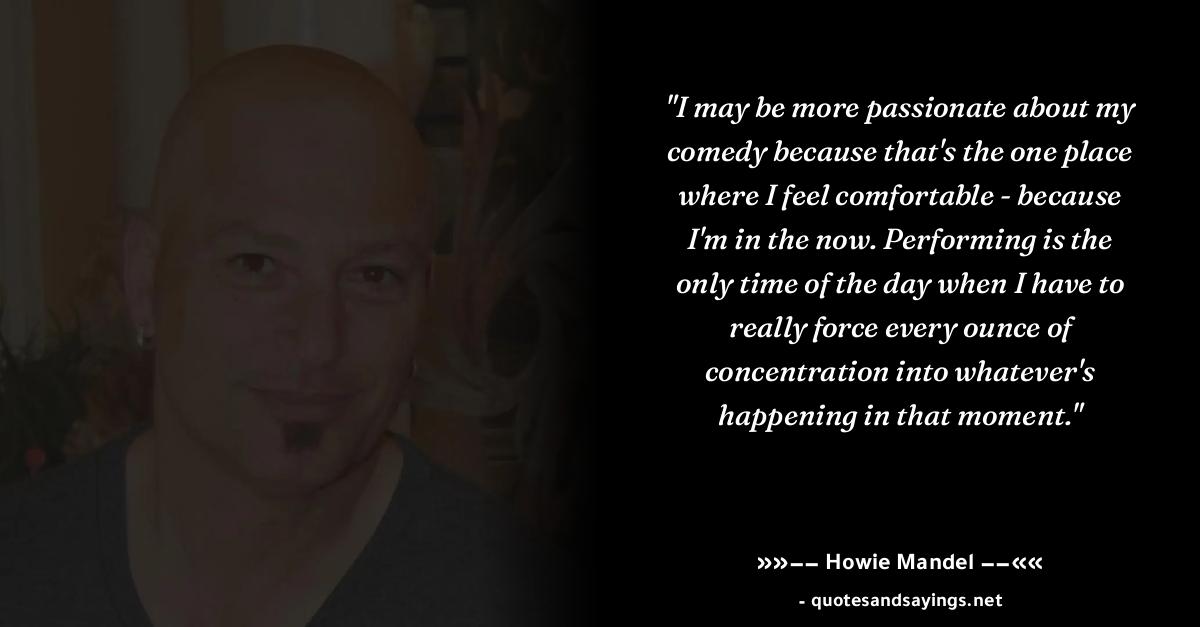 "I may be more passionate about my
comedy because that's the one place
where I feel comfortable - because
I'm in the now. Performing is the
only time of the day when I have to
really force every ounce of
concentration into whatever's
happening in that moment."
»»–– Howie Mandel ––««
- quotesandsayings.net